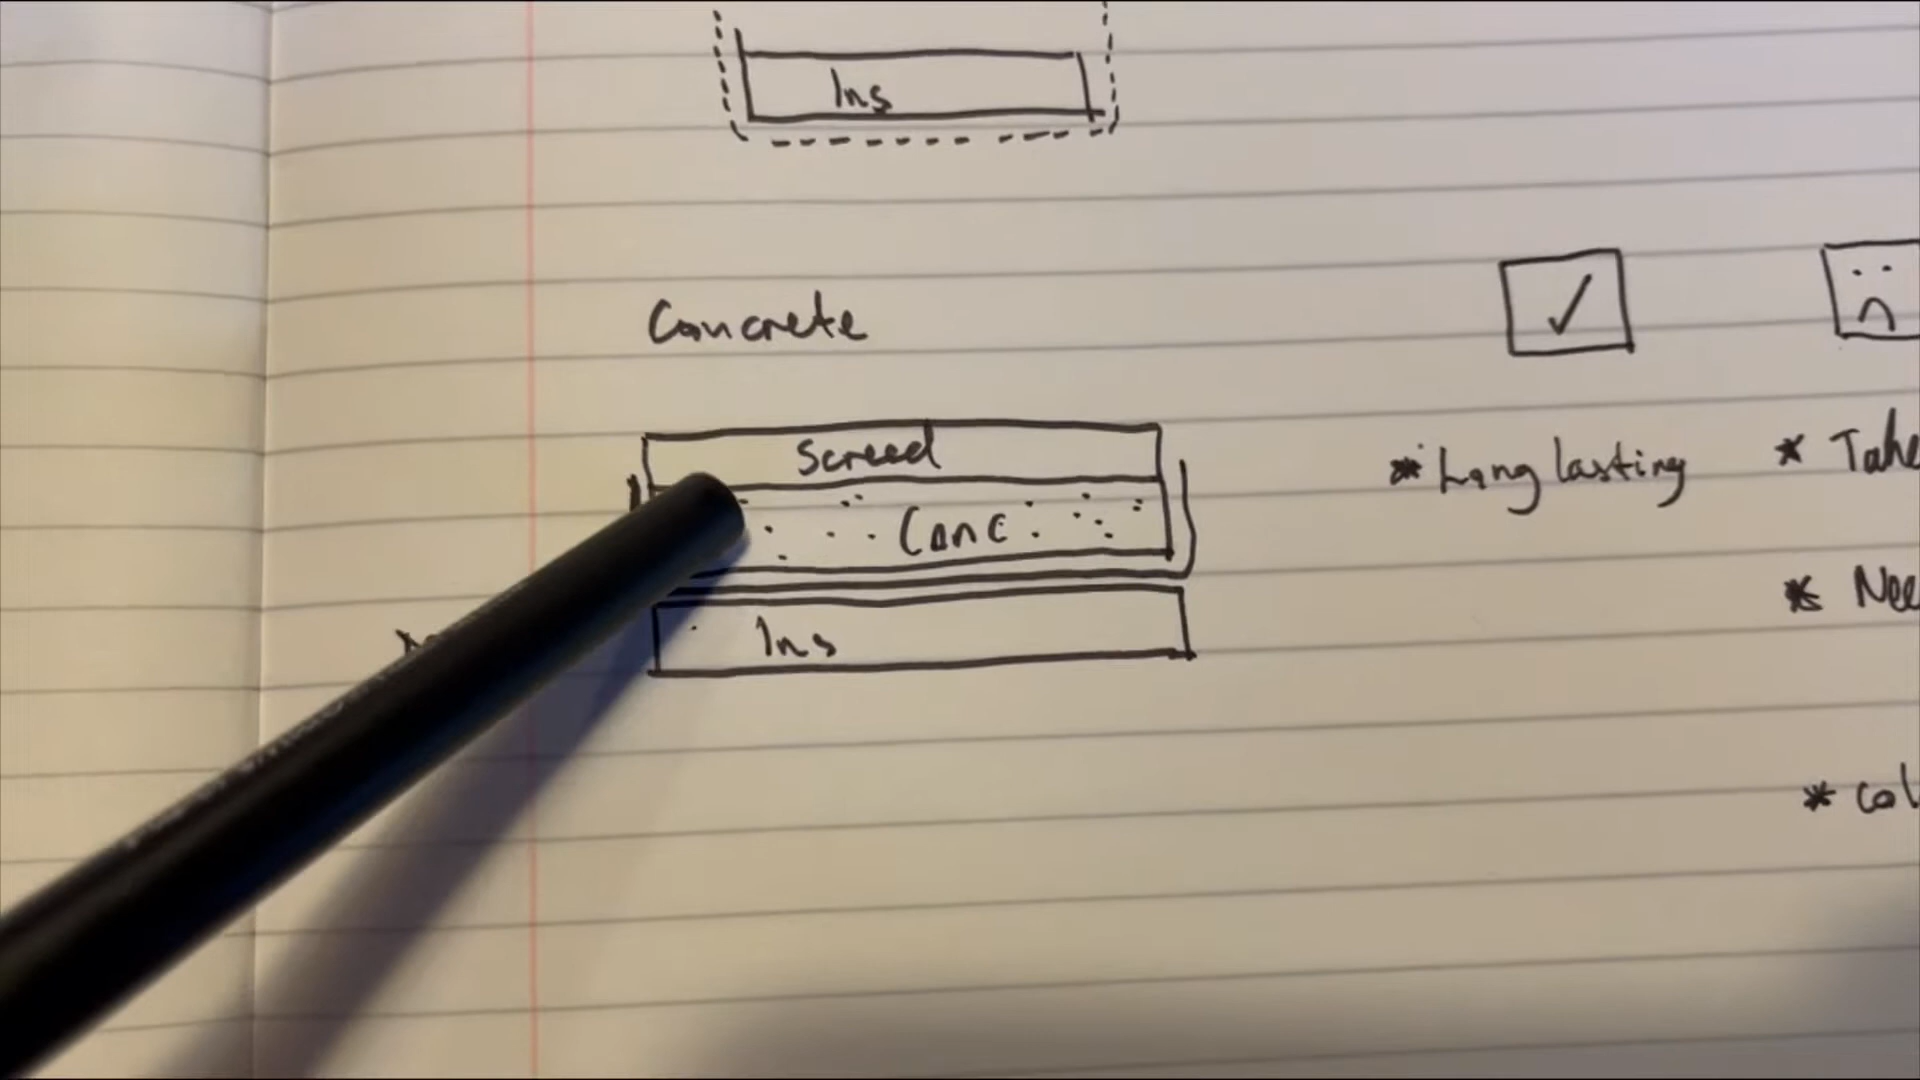 Ins
Concrete
Screed
Conc
Ins
* Long lasting
*
*
*